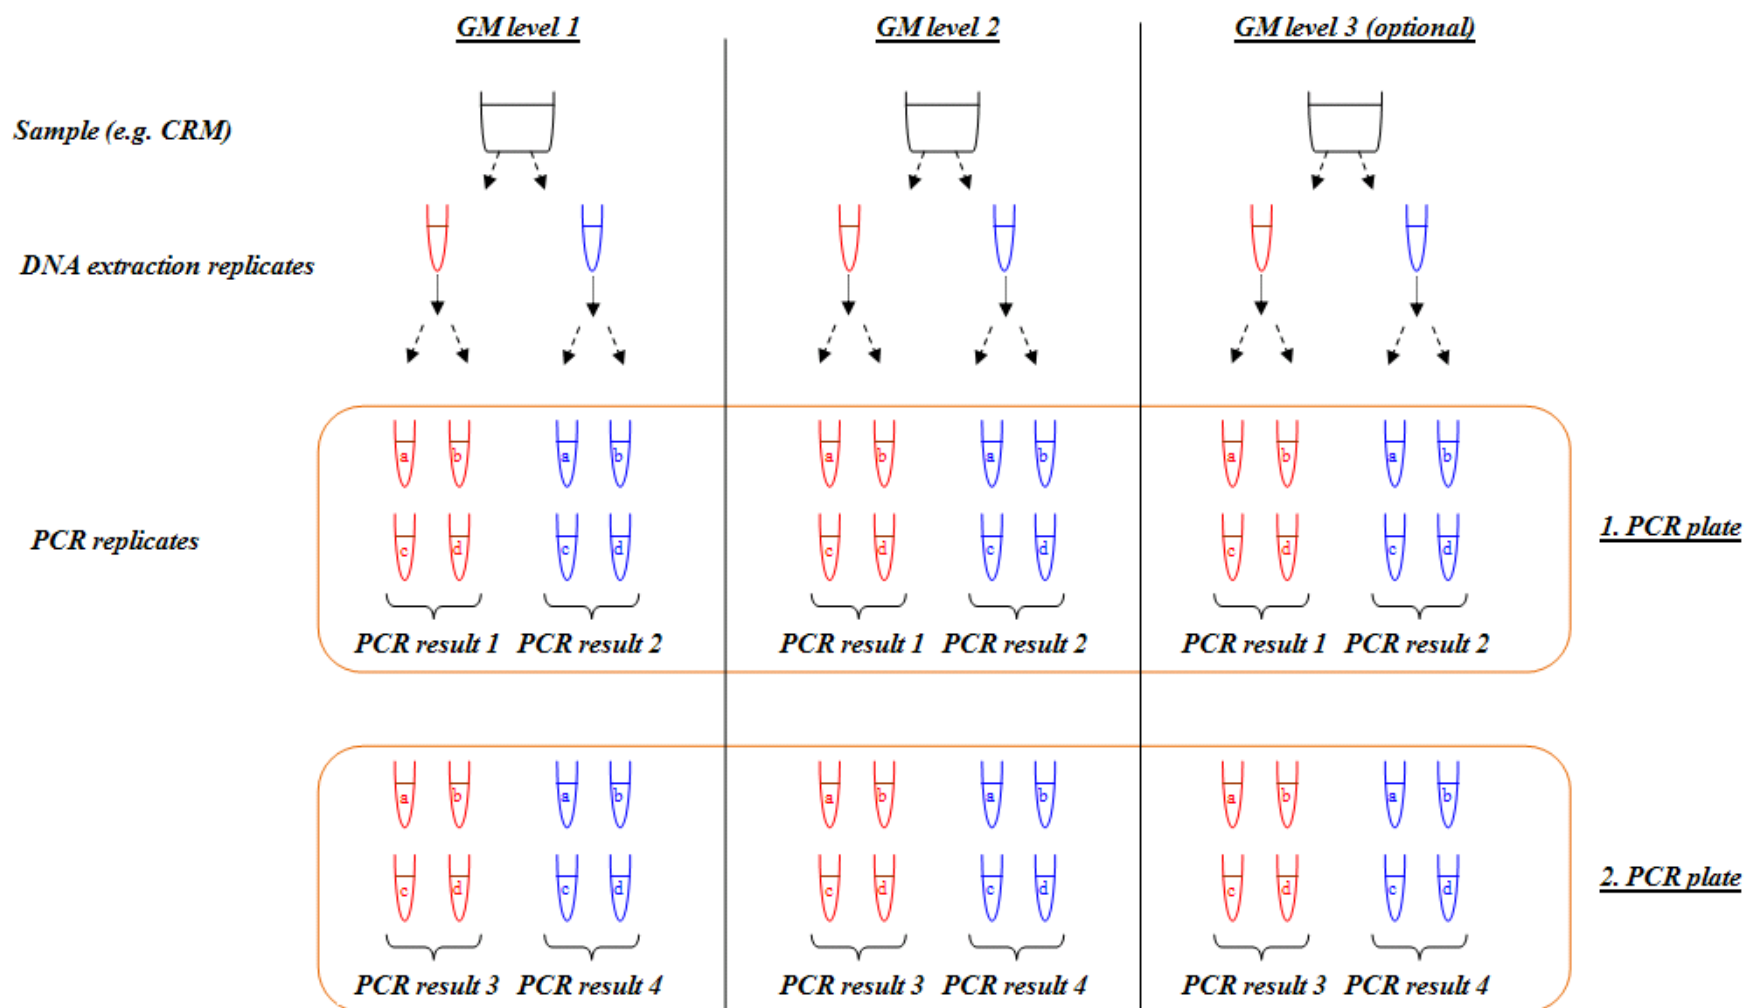 GM level 1 GM level 2 GM level 3 (optional)
Sample (e.g. CRM)
DNA extraction replicates
a b a b a b a b a b a b
PCR replicates
c d c d c d c d c d c d
1. PCR plate
PCR result 1 PCR result 2 PCR result 1 PCR result 2 PCR result 1 PCR result 2
a b a b a b a b a b a b
c d c d c d c d c d c d
2. PCR plate
PCR result 3 PCR result 4 PCR result 3 PCR result 4 PCR result 3 PCR result 4